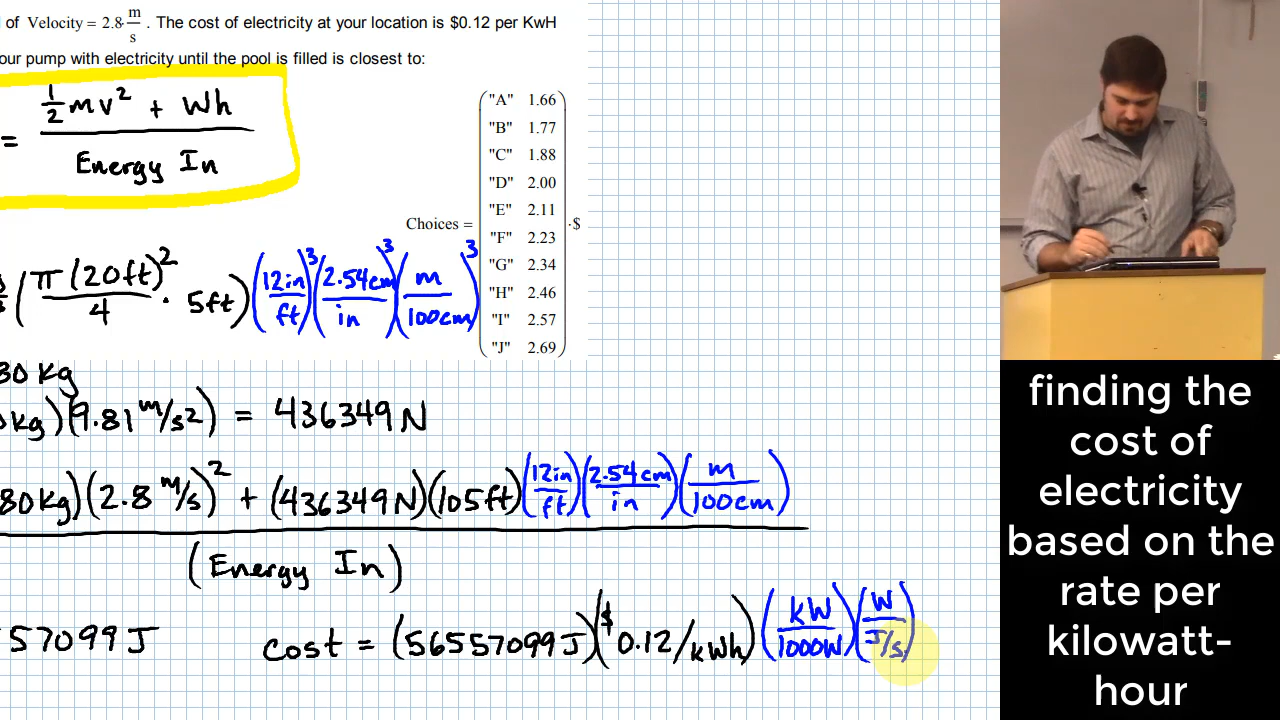 of Velocity = 2.8 m/s . The cost of electricity at your location is $0.12 per KwH
our pump with electricity until the pool is filled is closest to:
= (1/2 mv² + Wh) / Energy In
Choices =
"A" 1.66
"B" 1.77
"C" 1.88
"D" 2.00
"E" 2.11
"F" 2.23
"G" 2.34
"H" 2.46
"I" 2.57
"J" 2.69
·$
(π(20ft)²/4 · 5ft)(12in/ft)³(2.54cm/in)³(m/100cm)³
30 kg
kg)(9.81 m/s²) = 436349 N
80 kg)(2.8 m/s)² + (436349 N)(105ft)(12in/ft)(2.54cm/in)(m/100cm)
(Energy In)
57099 J cost = (56557099 J)($0.12/kWh)(kW/1000W)(W/J/s)
finding the
cost of
electricity
based on the
rate per
kilowatt-
hour